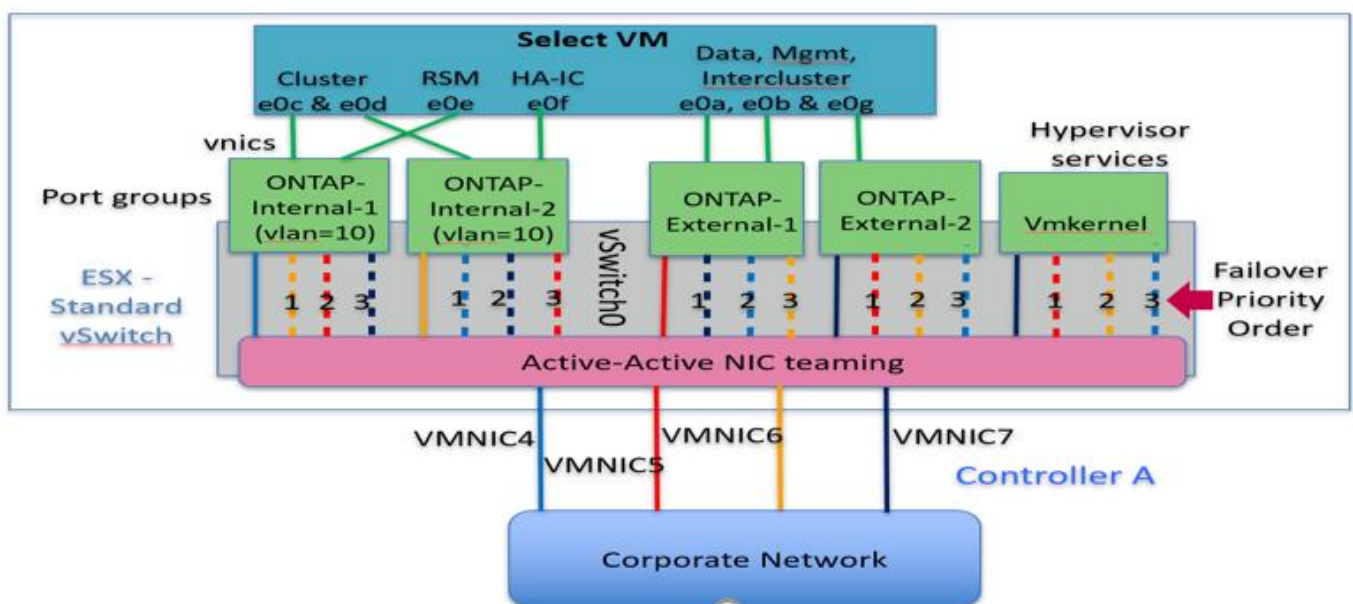 Select VM
Cluster
e0c & e0d
RSM
e0e
HA-IC
e0f
Data, Mgmt,
Intercluster
e0a, e0b & e0g
vnics
Hypervisor
services
Port groups
ONTAP-
Internal-1
(vlan=10)
ONTAP-
Internal-2
(vlan=10)
ONTAP-
External-1
ONTAP-
External-2
Vmkernel
vSwitch0
ESX -
Standard
vSwitch
1 2 3
1 2 3
1 2 3
1 2 3
1 2 3
Failover
Priority
Order
Active-Active NIC teaming
VMNIC4
VMNIC5
VMNIC6
VMNIC7
Controller A
Corporate Network